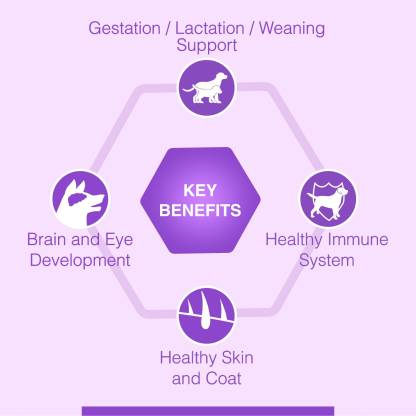 Gestation / Lactation / Weaning
Support
KEY
BENEFITS
Brain and Eye
Development
Healthy Immune
System
Healthy Skin
and Coat